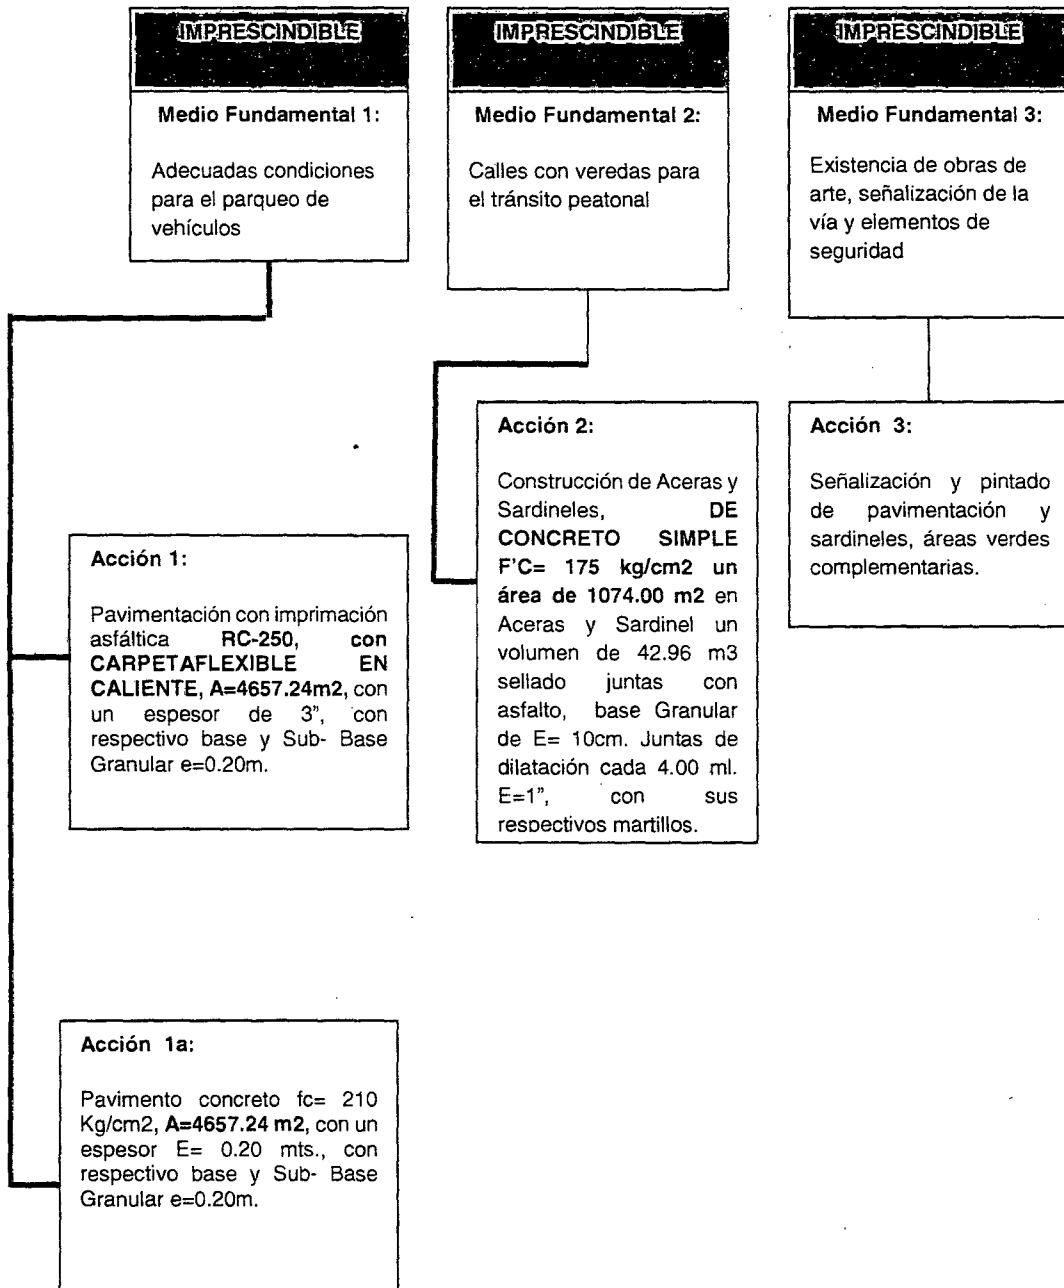 IMPRESCINDIBLE
Medio Fundamental 1:
Adecuadas condiciones
para el parqueo de
vehículos
IMPRESCINDIBLE
Medio Fundamental 2:
Calles con veredas para
el tránsito peatonal
IMPRESCINDIBLE
Medio Fundamental 3:
Existencia de obras de
arte, señalización de la
vía y elementos de
seguridad
Acción 1:
Pavimentación con imprimación
asfáltica RC-250, con
CARPETAFLEXIBLE EN
CALIENTE, A=4657.24m2, con
un espesor de 3”, con
respectivo base y Sub- Base
Granular e=0.20m.
Acción 2:
Construcción de Aceras y
Sardineles, DE
CONCRETO SIMPLE
F'C= 175 kg/cm2 un
área de 1074.00 m2 en
Aceras y Sardinel un
volumen de 42.96 m3
sellado juntas con
asfalto, base Granular
de E= 10cm. Juntas de
dilatación cada 4.00 ml.
E=1”, con sus
respectivos martillos.
Acción 3:
Señalización y pintado
de pavimentación y
sardineles, áreas verdes
complementarias.
Acción 1a:
Pavimento concreto fc= 210
Kg/cm2, A=4657.24 m2, con un
espesor E= 0.20 mts., con
respectivo base y Sub- Base
Granular e=0.20m.